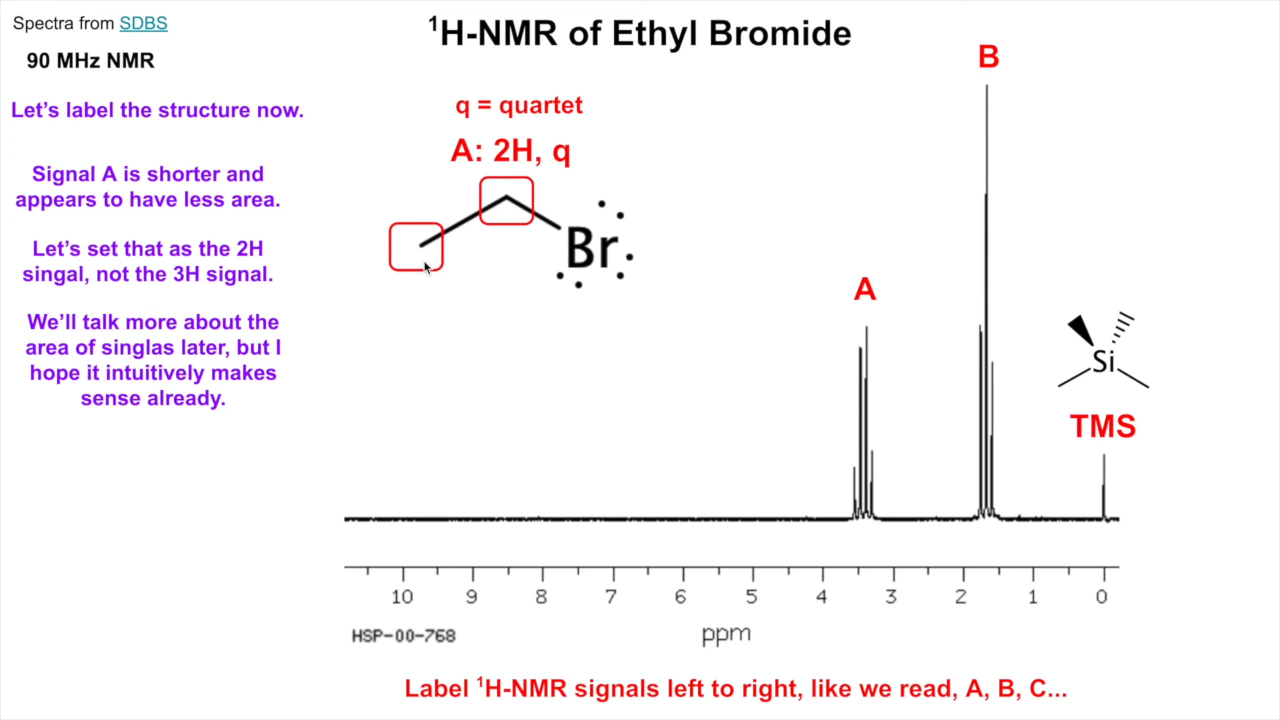 Spectra from SDBS
¹H-NMR of Ethyl Bromide
90 MHz NMR
Let’s label the structure now.
Signal A is shorter and
appears to have less area.
Let’s set that as the 2H
singal, not the 3H signal.
We’ll talk more about the
area of singlas later, but I
hope it intuitively makes
sense already.
q = quartet
A: 2H, q
Br
A
B
Si
TMS
10 9 8 7 6 5 4 3 2 1 0
HSP-00-768
ppm
Label ¹H-NMR signals left to right, like we read, A, B, C...